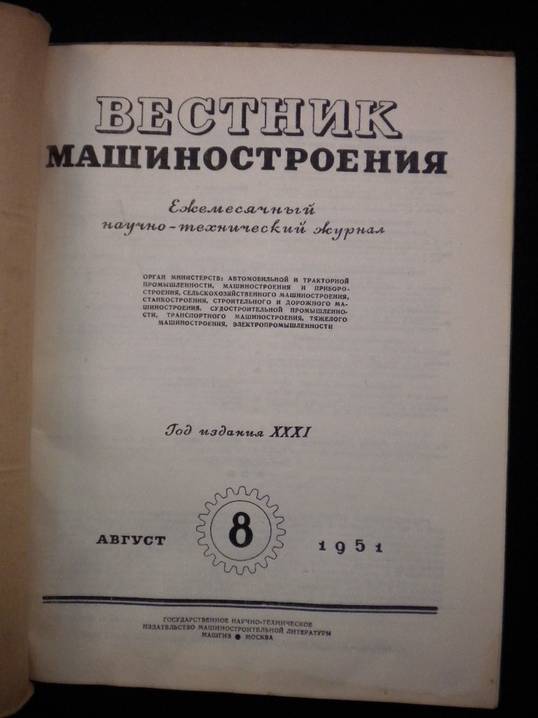 ВЕСТНИК
МАШИНОСТРОЕНИЯ
Ежемесячный
научно-технический журнал
ОРГАН МИНИСТЕРСТВ: АВТОМОБИЛЬНОЙ И ТРАКТОРНОЙ
ПРОМЫШЛЕННОСТИ, МАШИНОСТРОЕНИЯ И ПРИБОРО-
СТРОЕНИЯ, СЕЛЬСКОХОЗЯЙСТВЕННОГО МАШИНОСТРОЕНИЯ,
СТАНКОСТРОЕНИЯ, СТРОИТЕЛЬНОГО И ДОРОЖНОГО МА-
ШИНОСТРОЕНИЯ, СУДОСТРОИТЕЛЬНОЙ ПРОМЫШЛЕННО-
СТИ, ТРАНСПОРТНОГО МАШИНОСТРОЕНИЯ, ТЯЖЕЛОГО
МАШИНОСТРОЕНИЯ, ЭЛЕКТРОПРОМЫШЛЕННОСТИ
Год издания XXXI
АВГУСТ 8 1951
ГОСУДАРСТВЕННОЕ НАУЧНО-ТЕХНИЧЕСКОЕ
ИЗДАТЕЛЬСТВО МАШИНОСТРОИТЕЛЬНОЙ ЛИТЕРАТУРЫ
МАШГИЗ ● МОСКВА